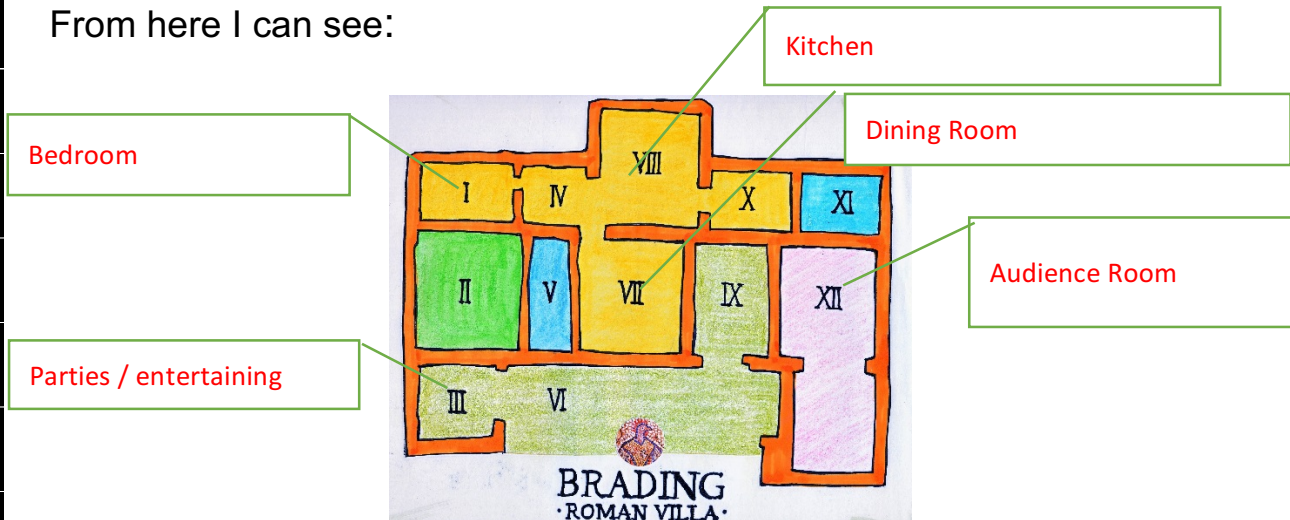 From here I can see:
Kitchen
Dining Room
Bedroom
VIII
I
IV
X
XI
Audience Room
II
V
VII
IX
XII
Parties / entertaining
III
VI
BRADING
·ROMAN VILLA·